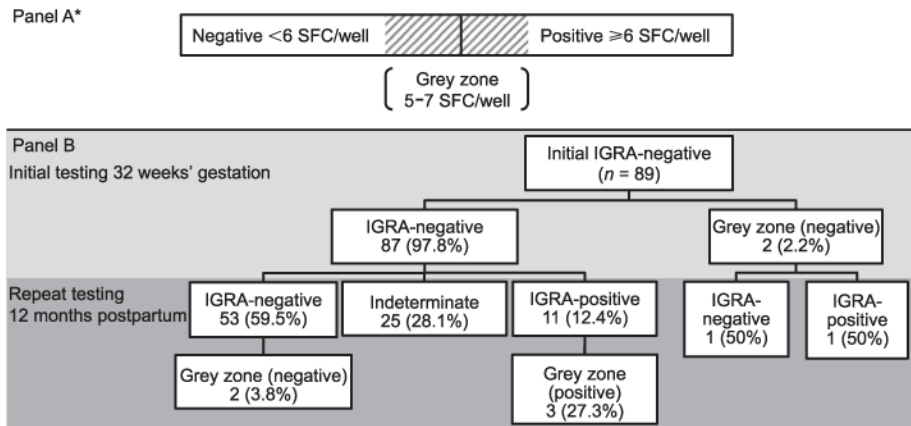 Panel A*
Negative <6 SFC/well
Positive ≥6 SFC/well
Grey zone
5–7 SFC/well
Panel B
Initial testing 32 weeks' gestation
Initial IGRA-negative
(n = 89)
IGRA-negative
87 (97.8%)
Grey zone (negative)
2 (2.2%)
Repeat testing
12 months postpartum
IGRA-negative
53 (59.5%)
Indeterminate
25 (28.1%)
IGRA-positive
11 (12.4%)
IGRA-
negative
1 (50%)
IGRA-
positive
1 (50%)
Grey zone (negative)
2 (3.8%)
Grey zone
(positive)
3 (27.3%)